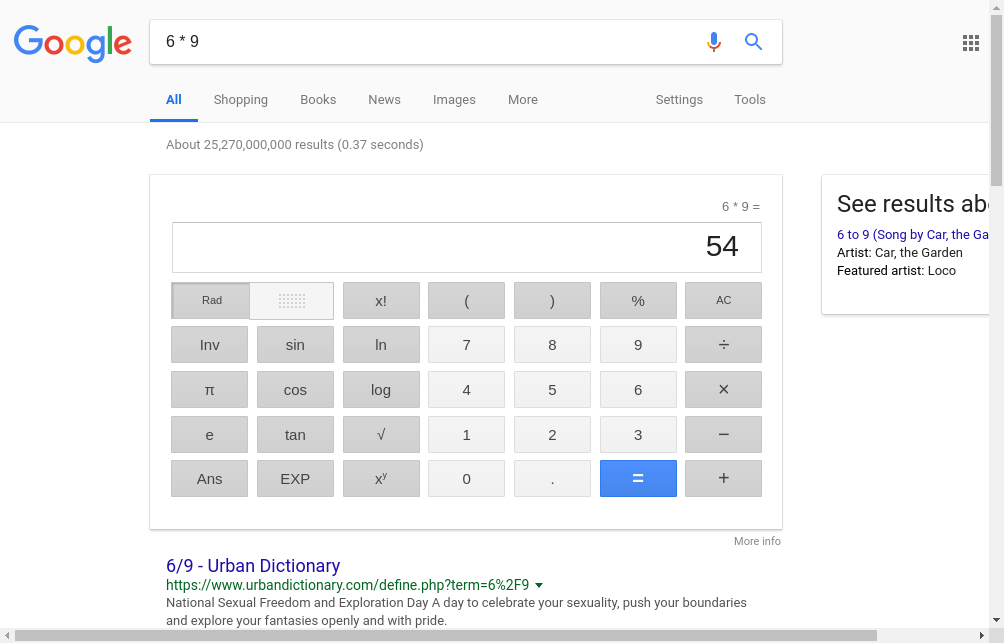 Google
6 * 9
All Shopping Books News Images More Settings Tools
About 25,270,000,000 results (0.37 seconds)
6 * 9 =
54
Rad x! ( ) % AC
Inv sin ln 7 8 9 ÷
π cos log 4 5 6 ×
e tan √ 1 2 3 −
Ans EXP xʸ 0 . = +
More info
See results abo
6 to 9 (Song by Car, the Ga
Artist: Car, the Garden
Featured artist: Loco
6/9 - Urban Dictionary
https://www.urbandictionary.com/define.php?term=6%2F9
National Sexual Freedom and Exploration Day A day to celebrate your sexuality, push your boundaries
and explore your fantasies openly and with pride.